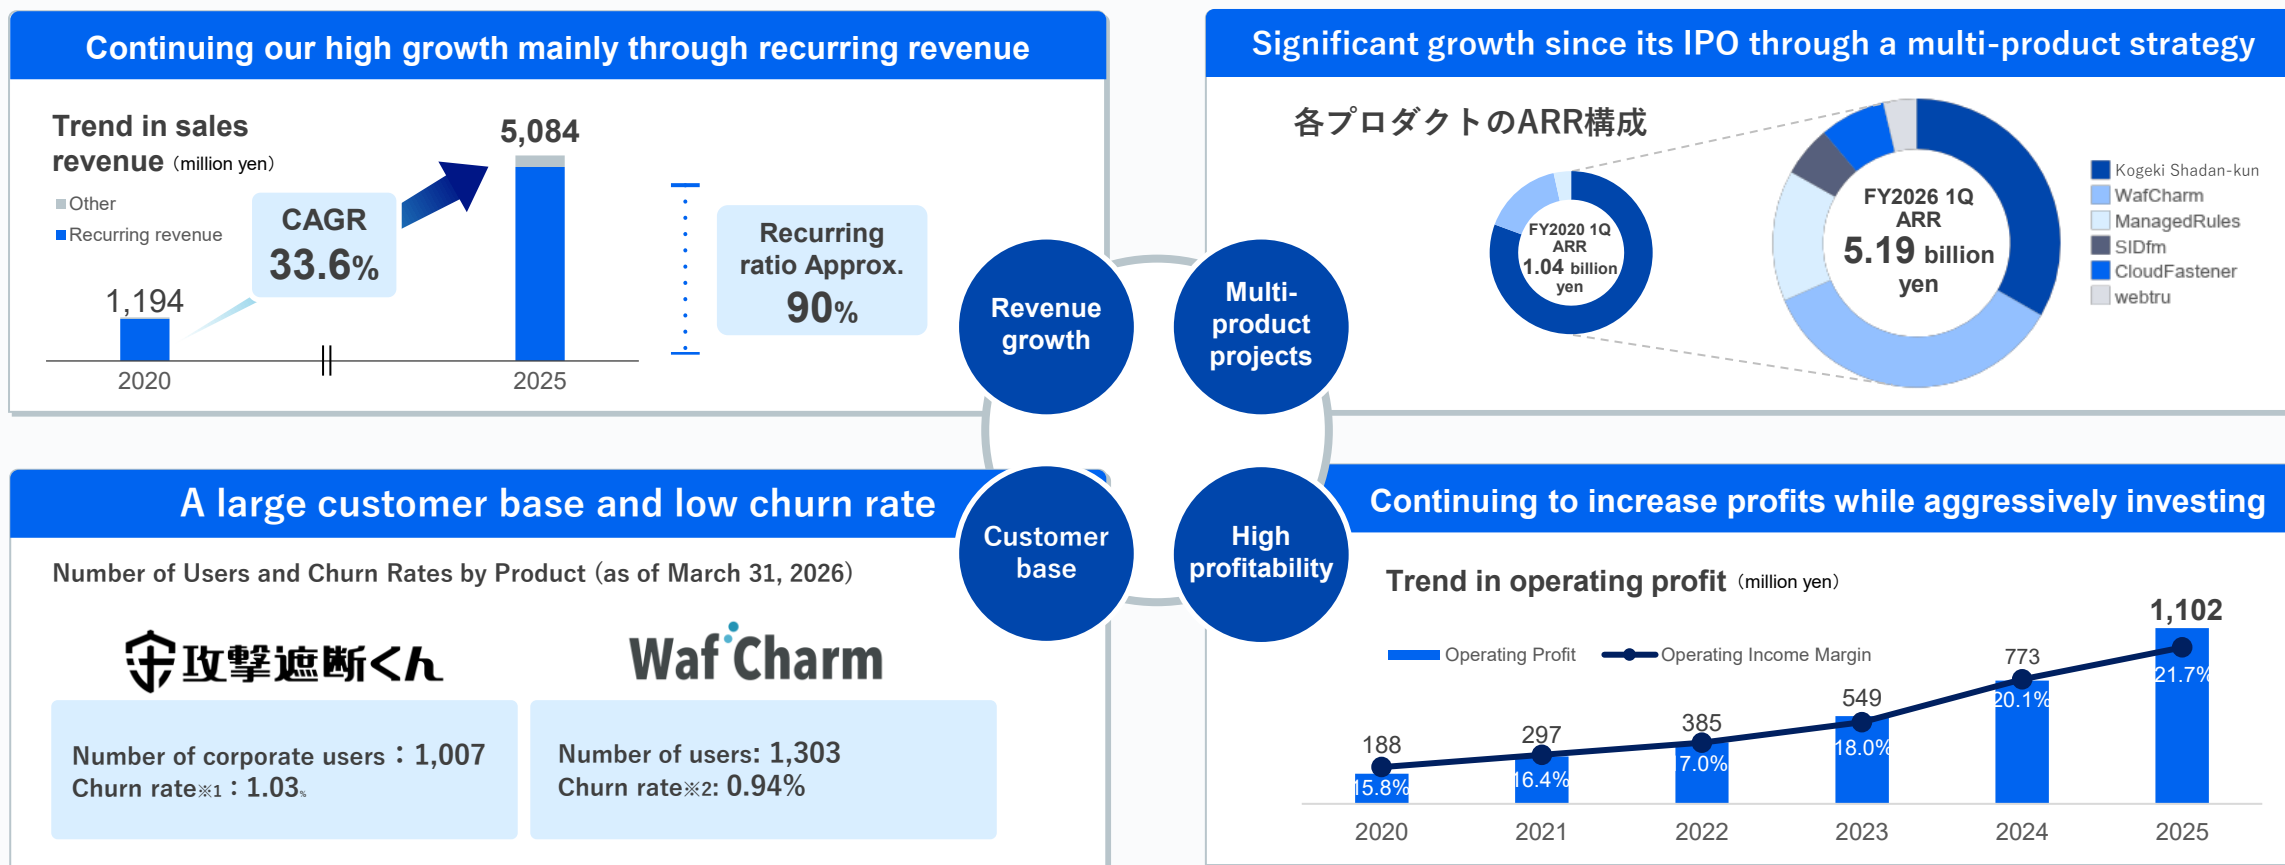 Continuing our high growth mainly through recurring revenue
Trend in sales
revenue (million yen)
Other
Recurring revenue
CAGR
33.6%
1,194
5,084
2020
2025
Recurring
ratio Approx.
90%
Significant growth since its IPO through a multi-product strategy
各プロダクトのARR構成
FY2020 1Q
ARR
1.04 billion
yen
FY2026 1Q
ARR
5.19 billion
yen
Kogeki Shadan-kun
WafCharm
ManagedRules
SIDfm
CloudFastener
webtru
Revenue
growth
Multi-
product
projects
Customer
base
High
profitability
A large customer base and low churn rate
Number of Users and Churn Rates by Product (as of March 31, 2026)
攻撃遮断くん
Number of corporate users：1,007
Churn rate※1：1.03%
WafCharm
Number of users: 1,303
Churn rate※2: 0.94%
Continuing to increase profits while aggressively investing
Trend in operating profit (million yen)
Operating Profit
Operating Income Margin
188
297
385
549
773
1,102
15.8%
16.4%
17.0%
18.0%
20.1%
21.7%
2020
2021
2022
2023
2024
2025